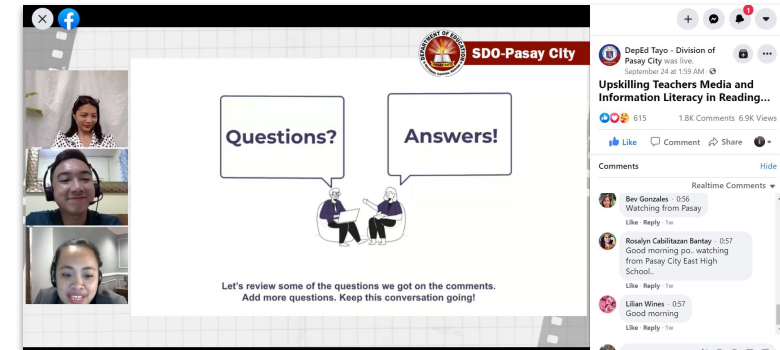 DEPARTMENT OF EDUCATION
SDO-Pasay City
Questions?
Answers!
Let's review some of the questions we got on the comments.
Add more questions. Keep this conversation going!
1
DepEd Tayo - Division of
Pasay City was live.
September 24 at 1:59 AM ·
Upskilling Teachers Media and
Information Literacy in Reading...
615
1.8K Comments 6.9K Views
Like
Comment
Share
Comments
Hide
Realtime Comments
Bev Gonzales · 0:56
Watching from Pasay
Like · Reply · 1w
Rosalyn Cabilitazan Bantay · 0:57
Good morning po.. watching
from Pasay City East High
School..
Like · Reply · 1w
Lilian Wines · 0:57
Good morning
Like · Reply · 1w